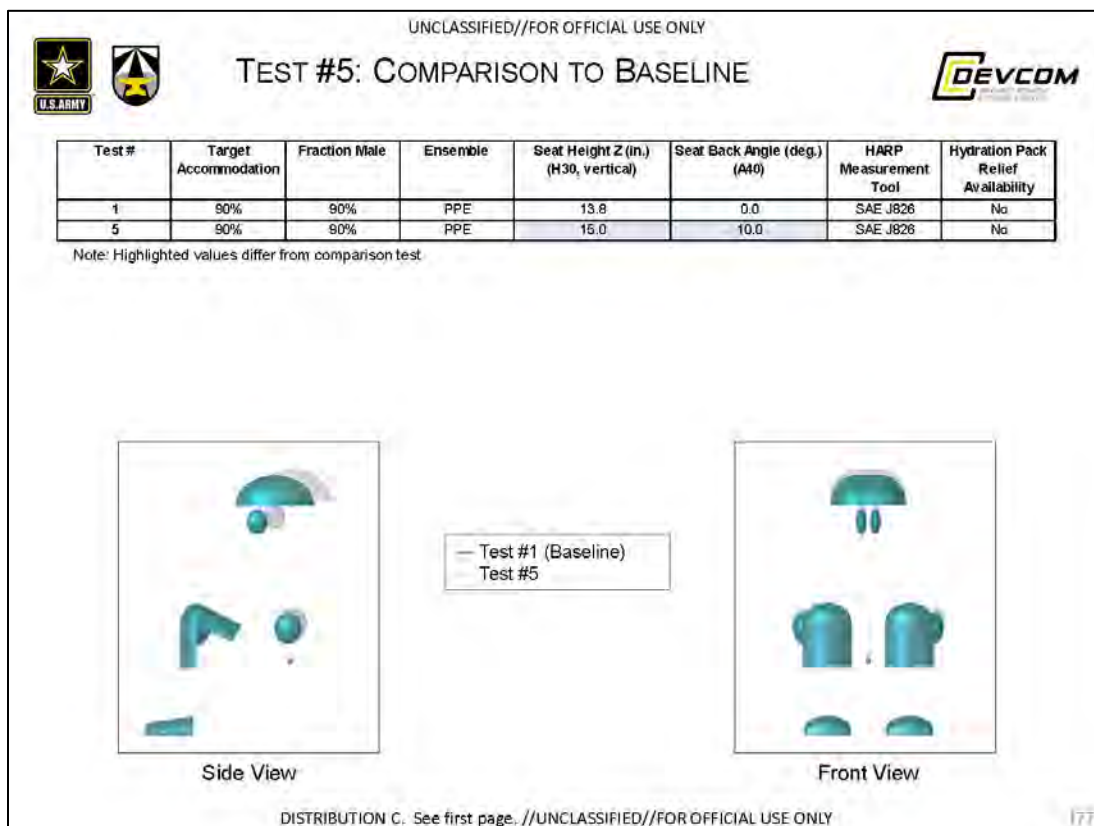 UNCLASSIFIED//FOR OFFICIAL USE ONLY
U.S.ARMY
TEST #5: COMPARISON TO BASELINE
DEVCOM
Test # Target Accommodation Fraction Male Ensemble Seat Height Z (in.) (H30, vertical) Seat Back Angle (deg.) (A40) HARP Measurement Tool Hydration Pack Relief Availability
1 90% 90% PPE 13.8 0.0 SAE J826 No
5 90% 90% PPE 15.0 10.0 SAE J826 No
Note: Highlighted values differ from comparison test
Test #1 (Baseline)
Test #5
Side View
Front View
DISTRIBUTION C. See first page. //UNCLASSIFIED//FOR OFFICIAL USE ONLY
177